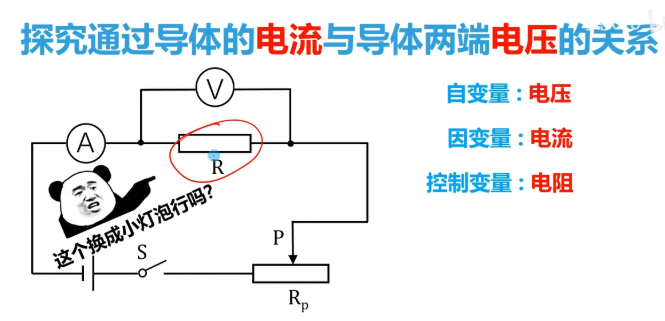 探究通过导体的电流与导体两端电压的关系
自变量：电压
因变量：电流
控制变量：电阻
V
A
R
这个换成小灯泡行吗?
S
P
Rp